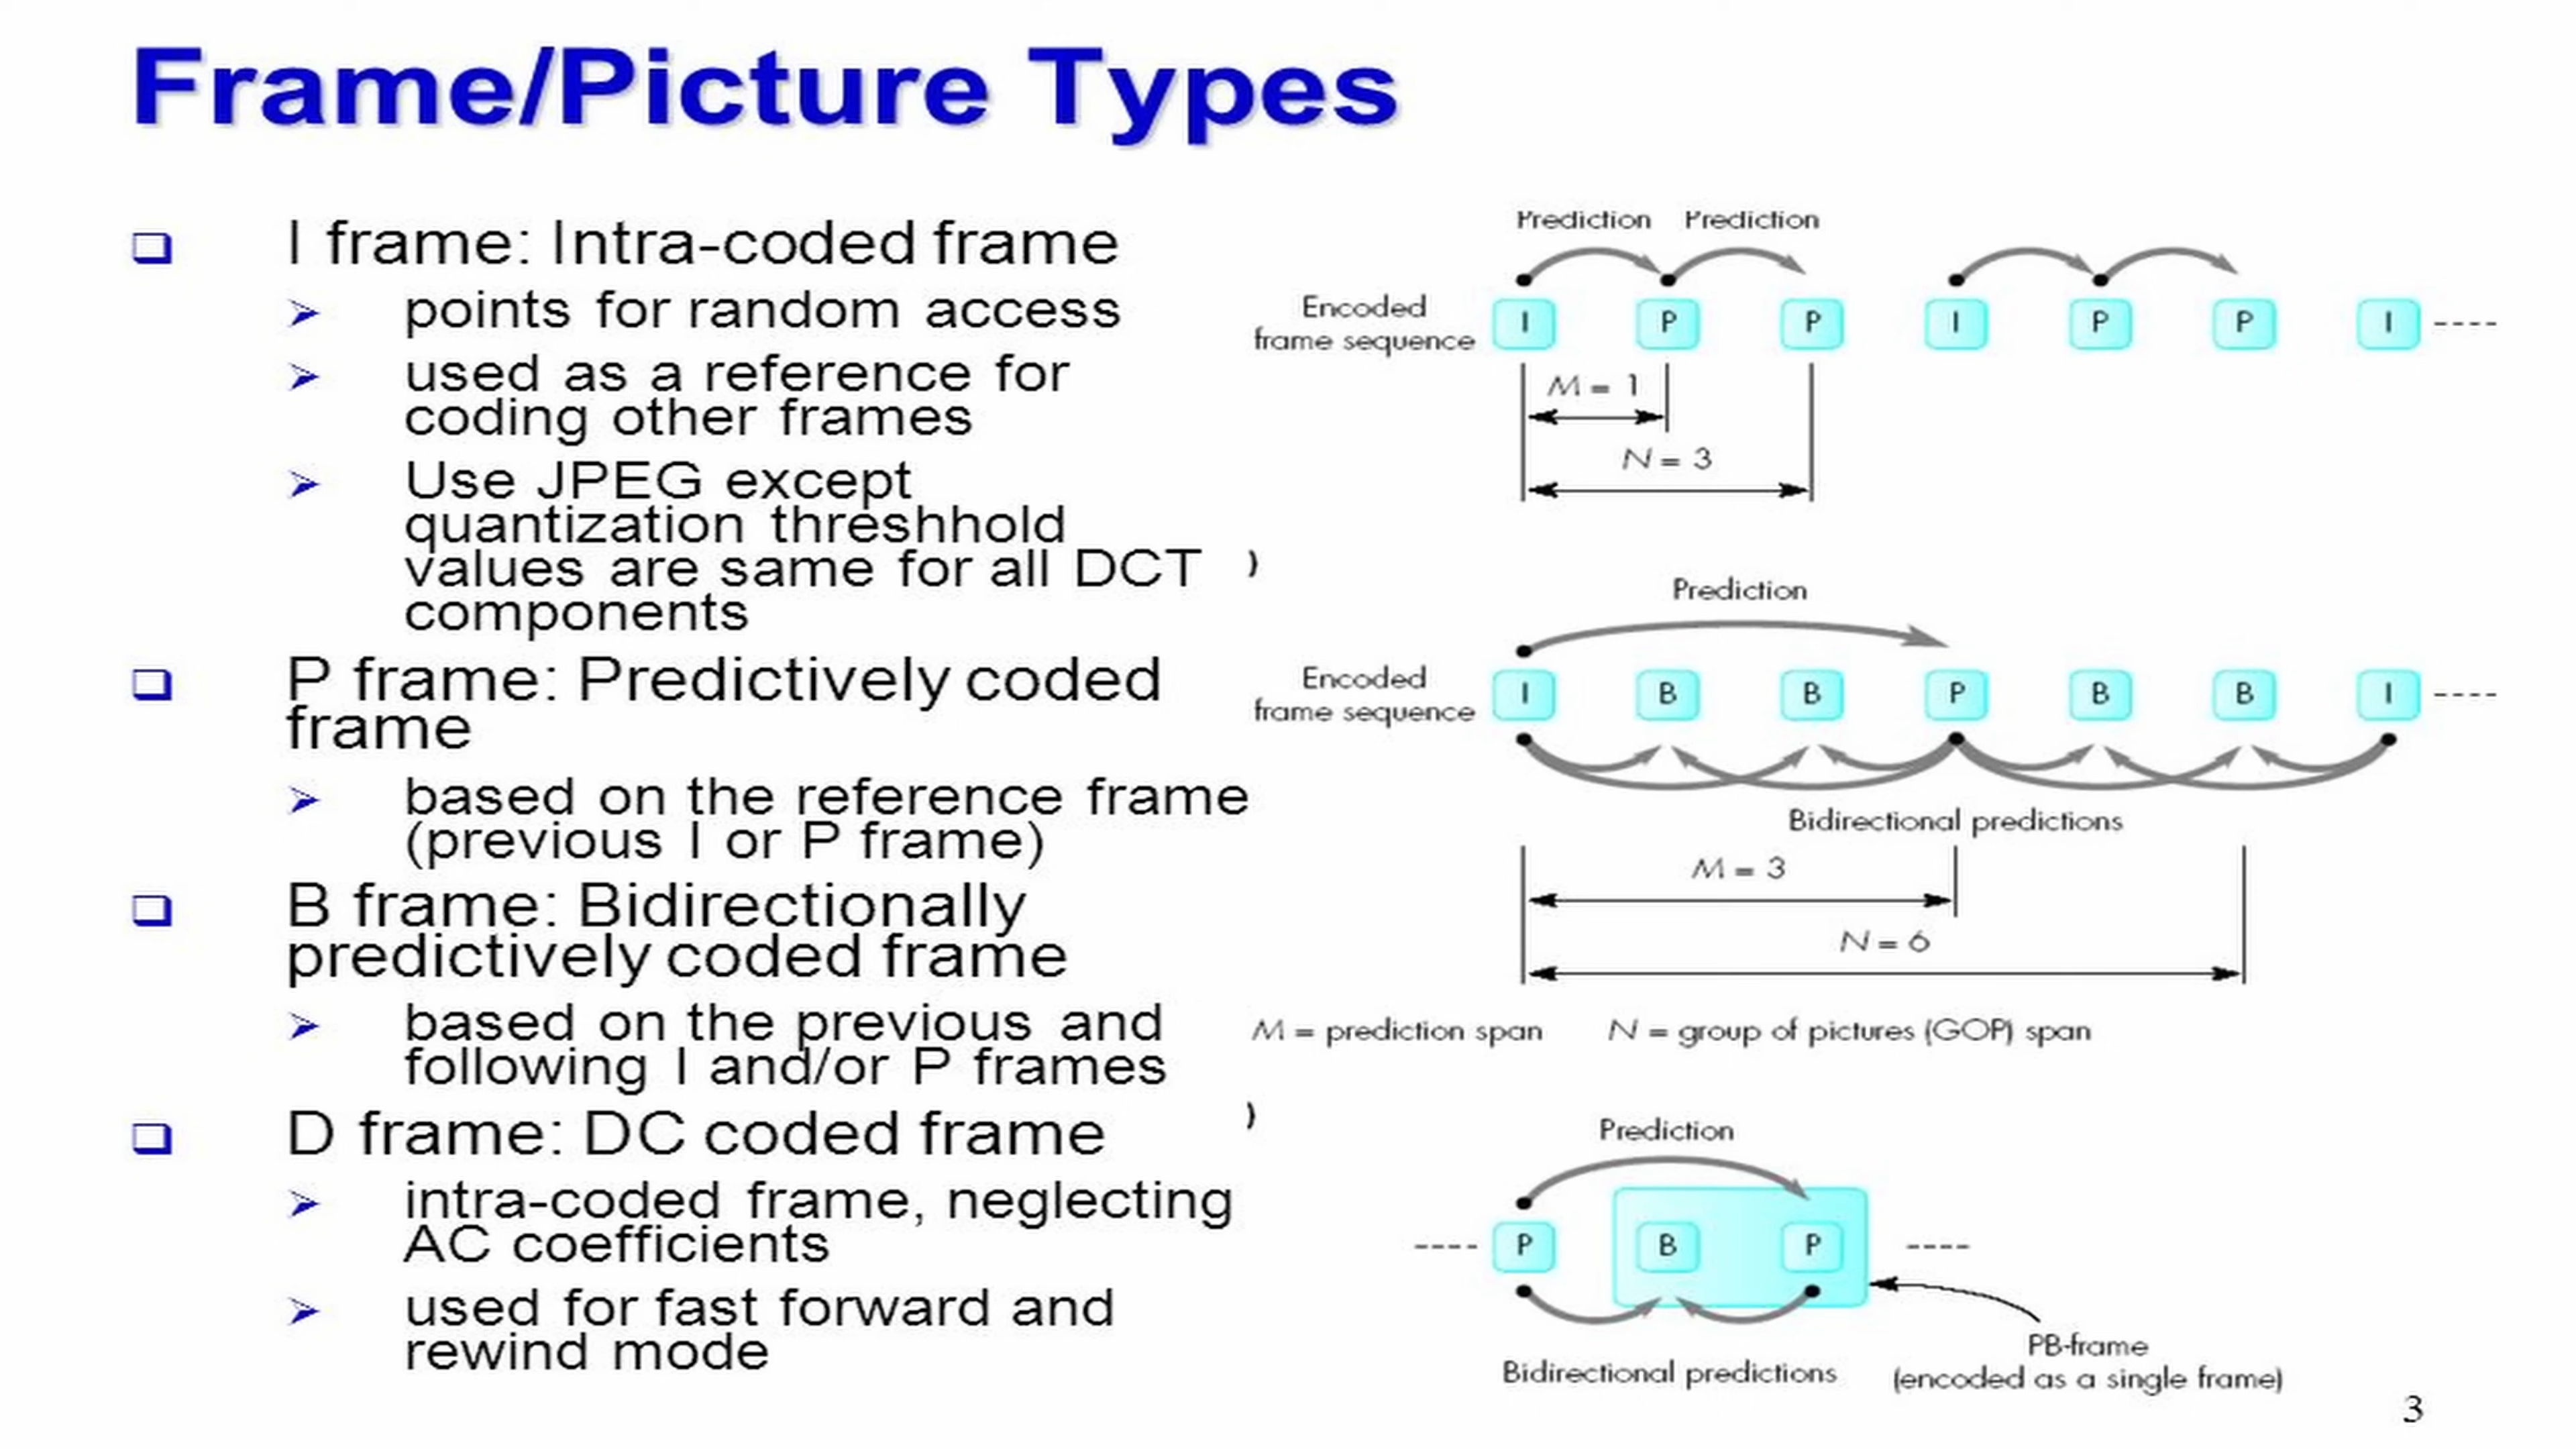 Frame/Picture Types
I frame: Intra-coded frame
points for random access
used as a reference for
coding other frames
Use JPEG except
quantization threshhold
values are same for all DCT
components
P frame: Predictively coded
frame
based on the reference frame
(previous I or P frame)
B frame: Bidirectionally
predictively coded frame
based on the previous and
following I and/or P frames
D frame: DC coded frame
intra-coded frame, neglecting
AC coefficients
used for fast forward and
rewind mode
Prediction Prediction
Encoded
frame sequence
I P P I P P I ----
M = 1
N = 3
)
Prediction
Encoded
frame sequence
I B B P B B I ----
Bidirectional predictions
M = 3
N = 6
M = prediction span N = group of pictures (GOP) span
)
Prediction
---- P B P ----
Bidirectional predictions
PB-frame
(encoded as a single frame)
3